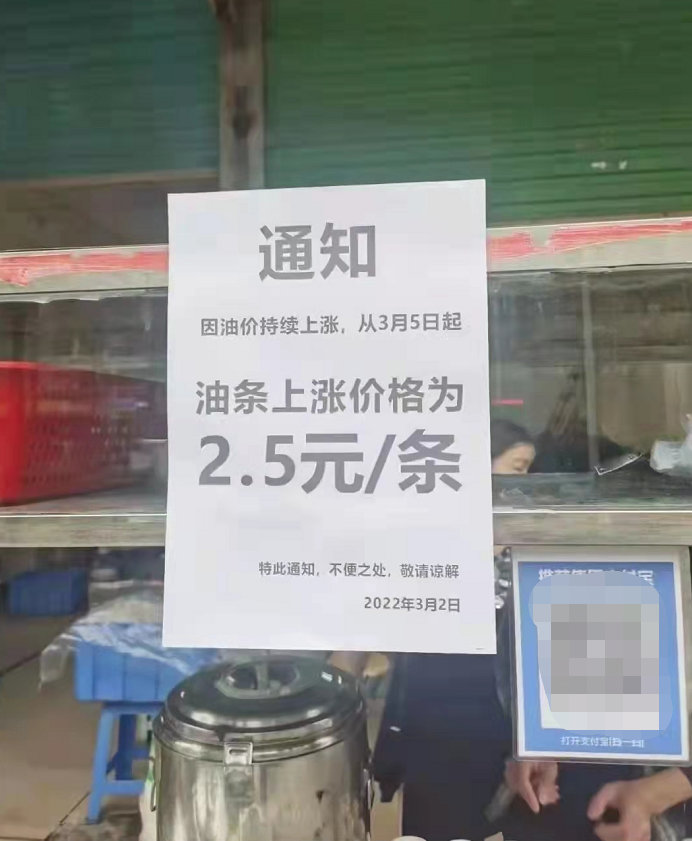 通知
因油价持续上涨，从3月5日起
油条上涨价格为
2.5元/条
特此通知，不便之处，敬请谅解
2022年3月2日
打开支付宝[扫一扫]